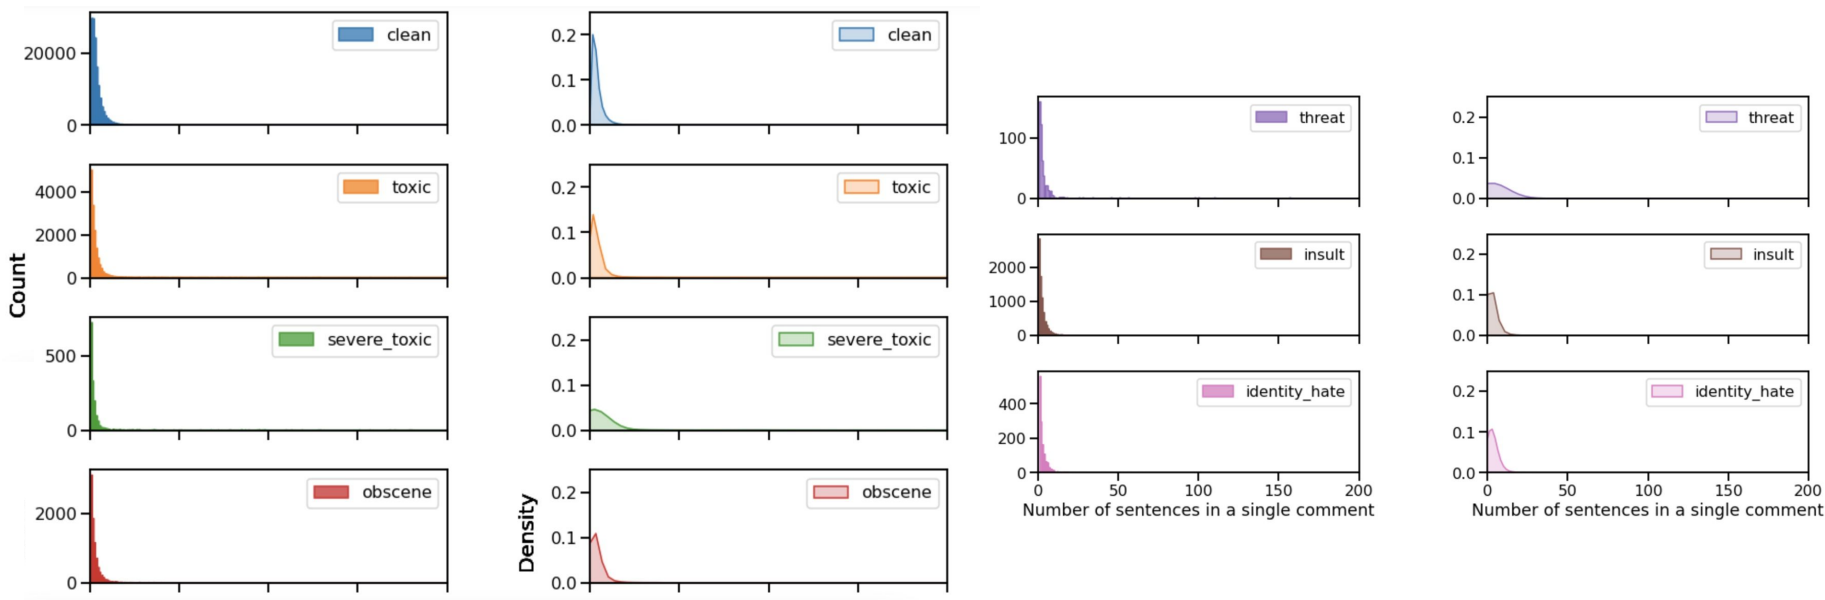 Count
20000
0
clean
4000
2000
0
toxic
500
0
severe_toxic
2000
0
obscene
Density
0.2
0.1
0.0
clean
0.2
0.1
0.0
toxic
0.2
0.1
0.0
severe_toxic
0.2
0.1
0.0
obscene
100
0
threat
2000
1000
0
insult
400
200
0
identity_hate
0 50 100 150 200
Number of sentences in a single comment
0.2
0.1
0.0
threat
0.2
0.1
0.0
insult
0.2
0.1
0.0
identity_hate
0 50 100 150 200
Number of sentences in a single comment